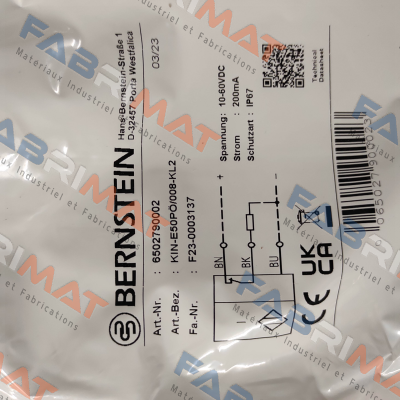 BERNSTEIN
Hans-Bernstein-Straße 1
D-32457 Porta Westfalica
03/23
Art.-Nr. : 6502790002
Art.-Bez. : KIN-E50PO/008-KL2
Fa.-Nr. : F23-0003137
Spannung : 10-60VDC
Strom : 200mA
Schutzart : IP67
Technical
Datasheet
BN
BK
BU
+
-
I
CE
UK
CA
FABRIMAT
Materiaux Industriel et Fabrications